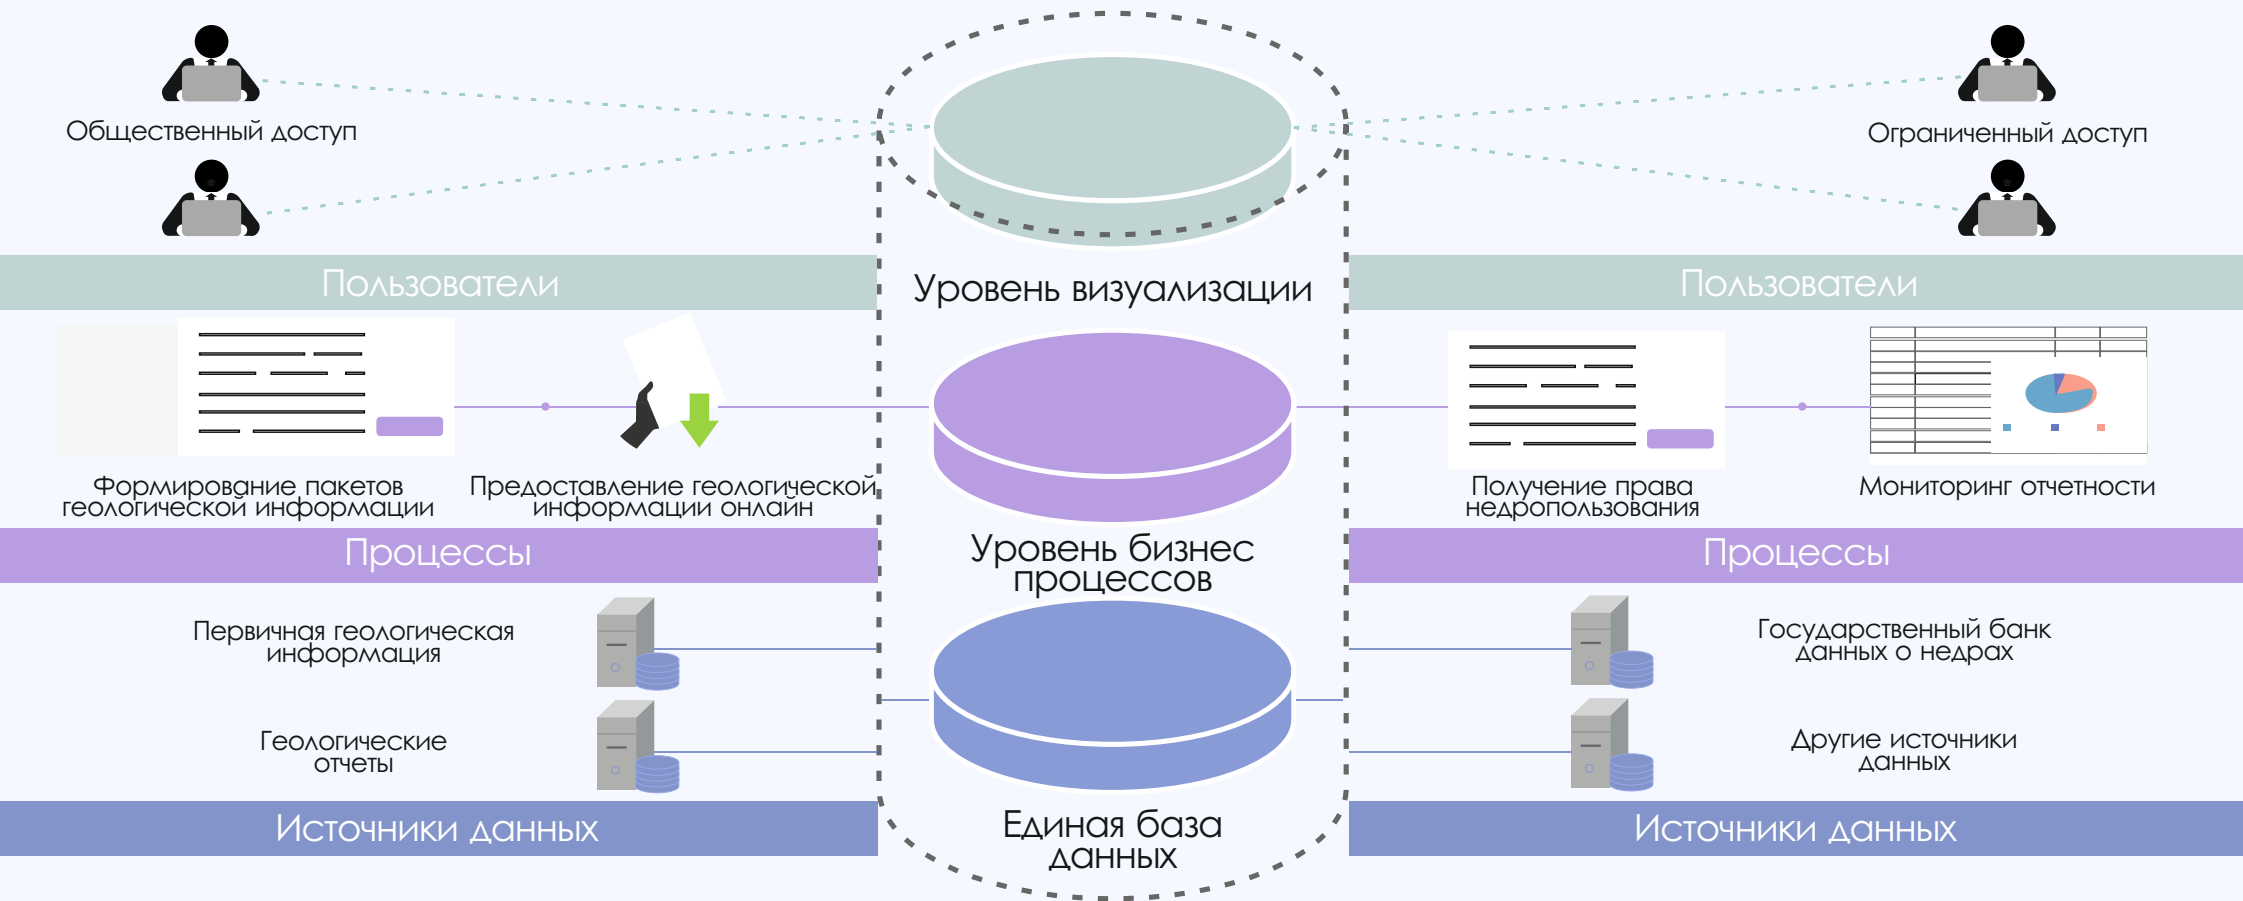 Общественный доступ
Ограниченный доступ
Пользователи
Уровень визуализации
Пользователи
Формирование пакетов
геологической информации
Предоставление геологической
информации онлайн
Получение права
недропользования
Мониторинг отчетности
Процессы
Уровень бизнес
процессов
Процессы
Первичная геологическая
информация
Государственный банк
данных о недрах
Геологические
отчеты
Другие источники
данных
Источники данных
Единая база
данных
Источники данных